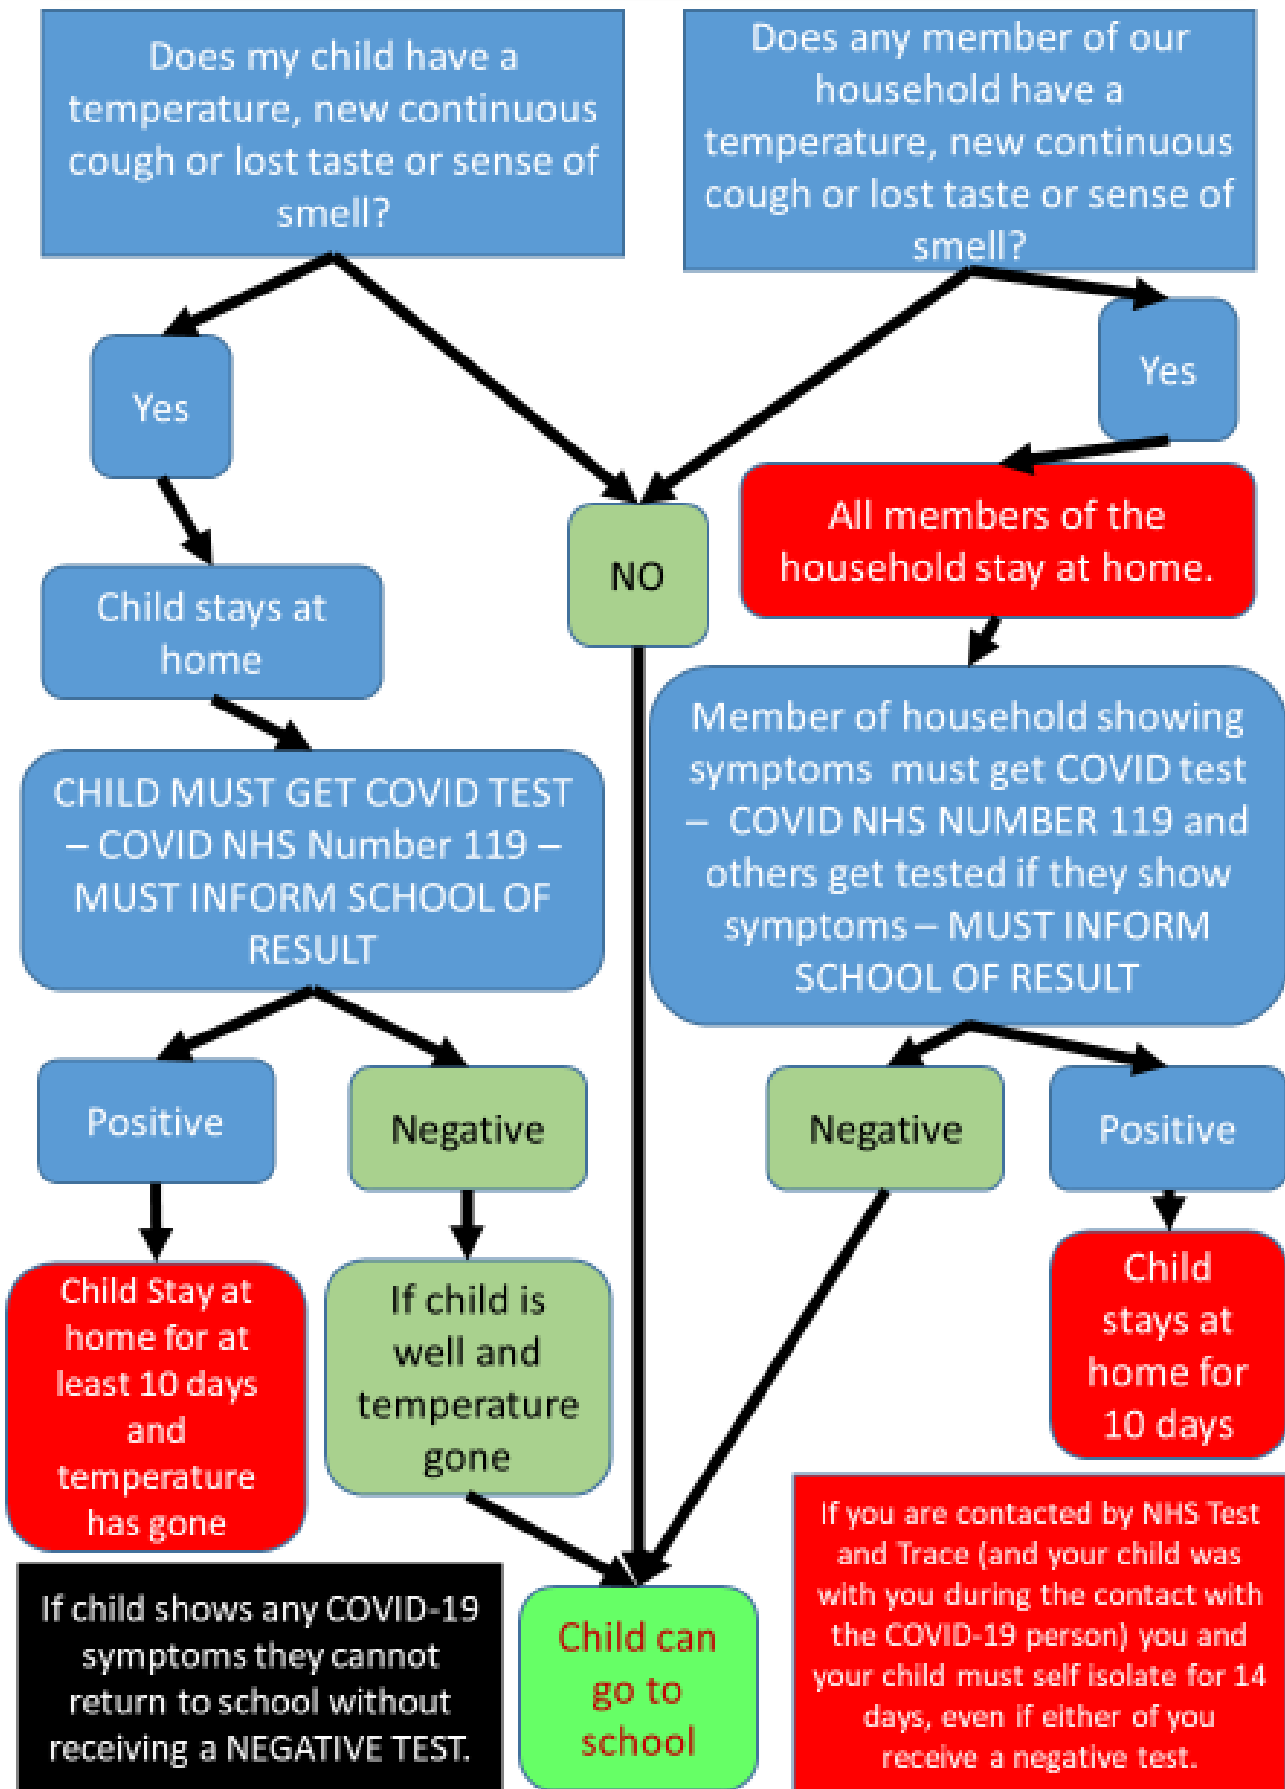 Does my child have a
temperature, new continuous
cough or lost taste or sense of
smell?
Does any member of our
household have a
temperature, new continuous
cough or lost taste or sense of
smell?
Yes
Yes
NO
All members of the
household stay at home.
Child stays at
home
Member of household showing
symptoms must get COVID test
– COVID NHS NUMBER 119 and
others get tested if they show
symptoms – MUST INFORM
SCHOOL OF RESULT
CHILD MUST GET COVID TEST
– COVID NHS Number 119 –
MUST INFORM SCHOOL OF
RESULT
Positive
Negative
Negative
Positive
Child Stay at
home for at
least 10 days
and
temperature
has gone
If child is
well and
temperature
gone
Child
stays at
home for
10 days
If child shows any COVID-19
symptoms they cannot
return to school without
receiving a NEGATIVE TEST.
Child can
go to
school
If you are contacted by NHS Test
and Trace (and your child was
with you during the contact with
the COVID-19 person) you and
your child must self isolate for 14
days, even if either of you
receive a negative test.